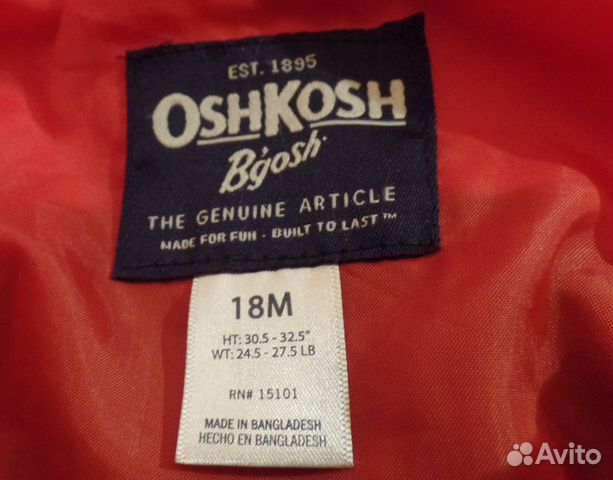 EST. 1895
OSHKOSH
B'gosh
THE GENUINE ARTICLE
MADE FOR FUN - BUILT TO LAST™
18M
HT: 30.5 - 32.5"
WT: 24.5 - 27.5 LB
RN# 15101
MADE IN BANGLADESH
HECHO EN BANGLADESH
Avito